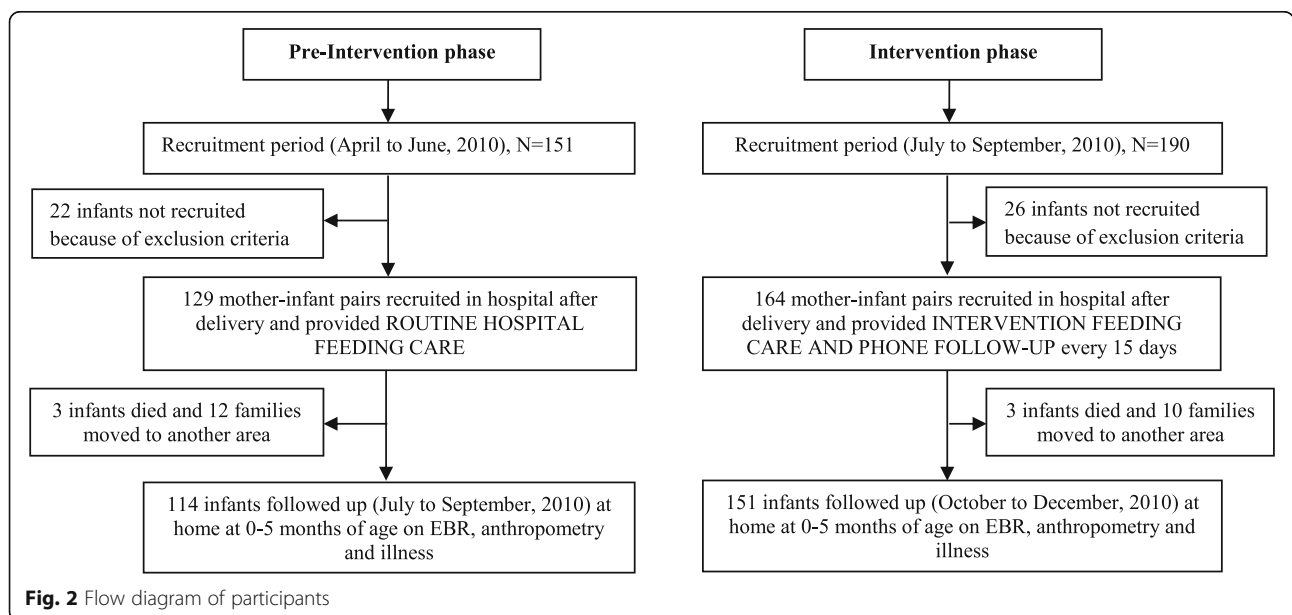 Pre-Intervention phase
Recruitment period (April to June, 2010), N=151
22 infants not recruited
because of exclusion criteria
129 mother-infant pairs recruited in hospital after
delivery and provided ROUTINE HOSPITAL
FEEDING CARE
3 infants died and 12 families
moved to another area
114 infants followed up (July to September, 2010) at
home at 0-5 months of age on EBR, anthropometry
and illness
Intervention phase
Recruitment period (July to September, 2010), N=190
26 infants not recruited
because of exclusion criteria
164 mother-infant pairs recruited in hospital after
delivery and provided INTERVENTION FEEDING
CARE AND PHONE FOLLOW-UP every 15 days
3 infants died and 10 families
moved to another area
151 infants followed up (October to December, 2010) at
home at 0-5 months of age on EBR, anthropometry and
illness
Fig. 2 Flow diagram of participants